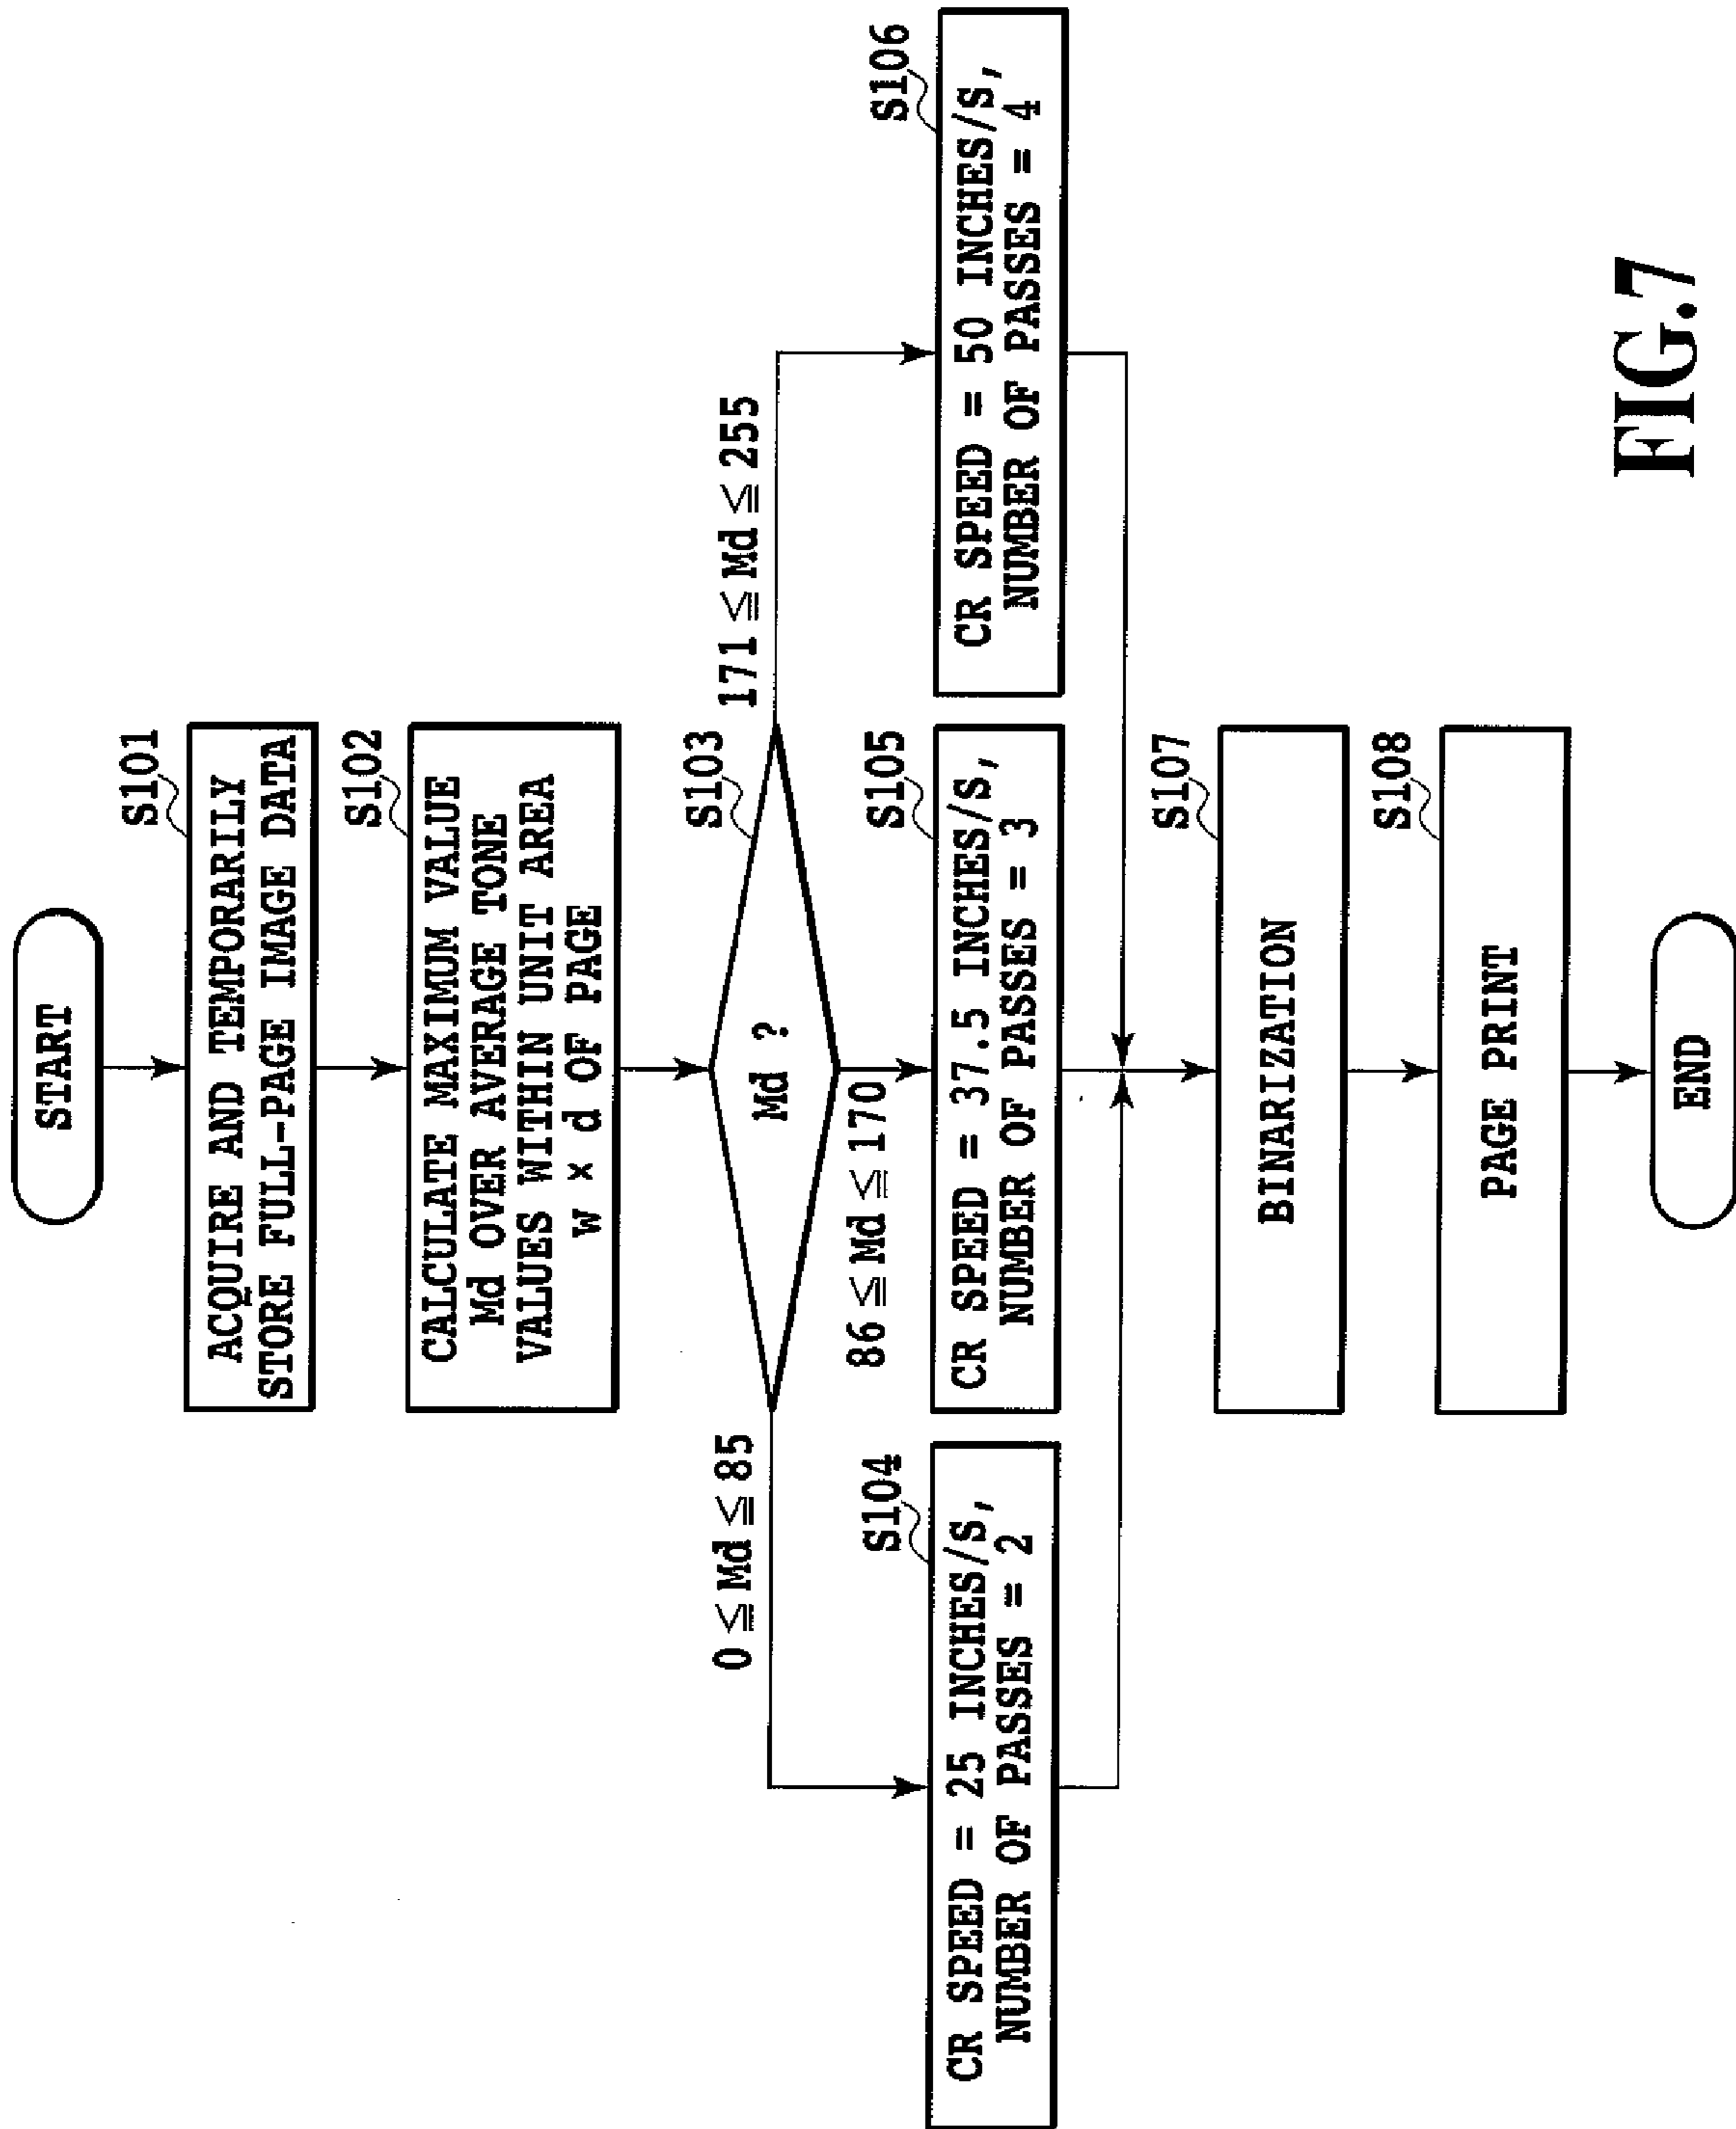 START
S101
ACQUIRE AND TEMPORARILY
STORE FULL-PAGE IMAGE DATA
S102
CALCULATE MAXIMUM VALUE
Md OVER AVERAGE TONE
VALUES WITHIN UNIT AREA
w × d OF PAGE
S103
Md ?
0 ≦ Md ≦ 85
86 ≦ Md ≦ 170
171 ≦ Md ≦ 255
S104
CR SPEED = 25 INCHES/S,
NUMBER OF PASSES = 2
S105
CR SPEED = 37.5 INCHES/S,
NUMBER OF PASSES = 3
S106
CR SPEED = 50 INCHES/S,
NUMBER OF PASSES = 4
S107
BINARIZATION
S108
PAGE PRINT
END
FIG.7